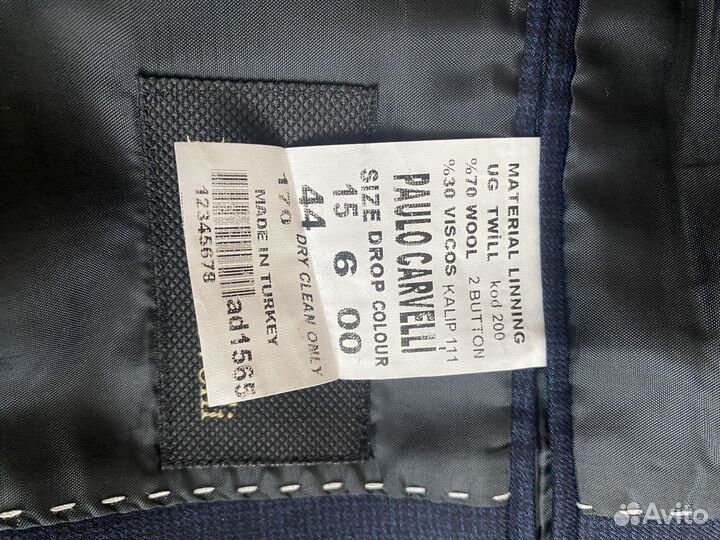 MATERIAL LINNING
UG TWILL kod 200
%70 WOOL 2 BUTTON
%30 VISCOS KALIP 111
PAULO CARVELLI
SIZE DROP COLOUR
15 6 00
44 DRY CLEAN ONLY
170
MADE IN TURKEY
ad1565
12345678
Avito